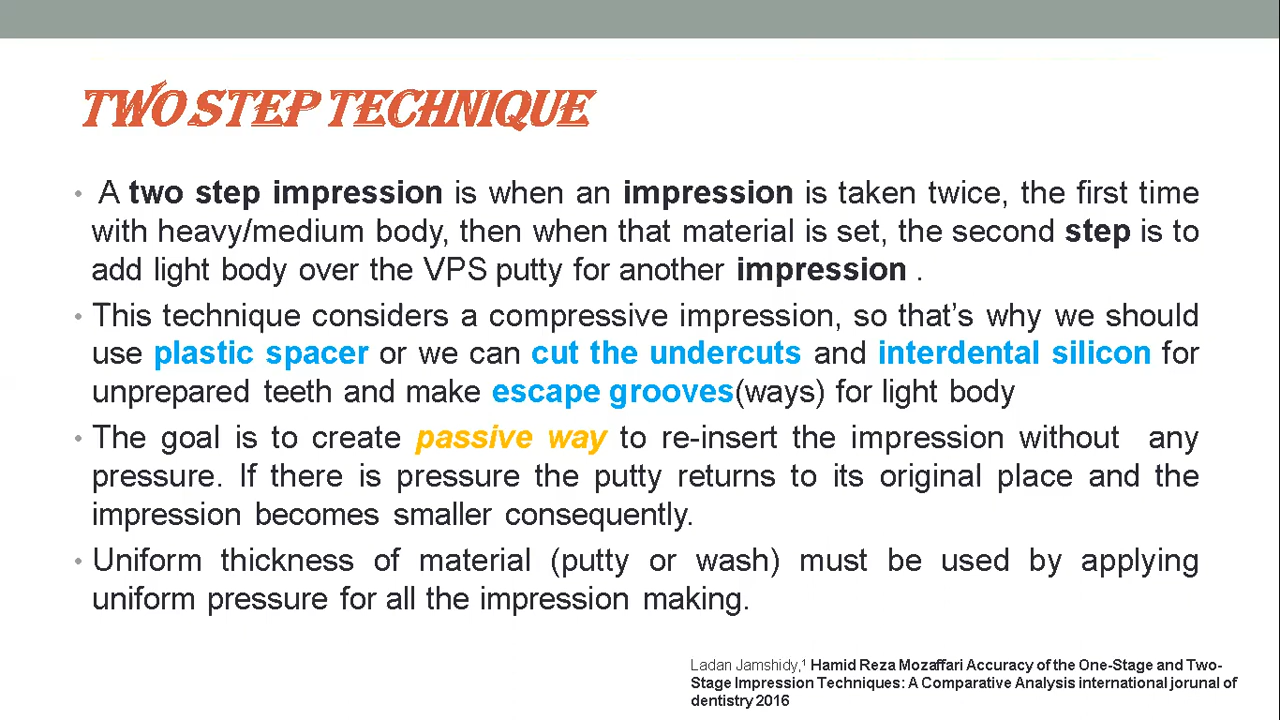 TWO STEP TECHNIQUE
• A two step impression is when an impression is taken twice, the first time
with heavy/medium body, then when that material is set, the second step is to
add light body over the VPS putty for another impression .
• This technique considers a compressive impression, so that’s why we should
use plastic spacer or we can cut the undercuts and interdental silicon for
unprepared teeth and make escape grooves(ways) for light body
• The goal is to create passive way to re-insert the impression without any
pressure. If there is pressure the putty returns to its original place and the
impression becomes smaller consequently.
• Uniform thickness of material (putty or wash) must be used by applying
uniform pressure for all the impression making.
Ladan Jamshidy,¹ Hamid Reza Mozaffari Accuracy of the One-Stage and Two-
Stage Impression Techniques: A Comparative Analysis international jorunal of
dentistry 2016